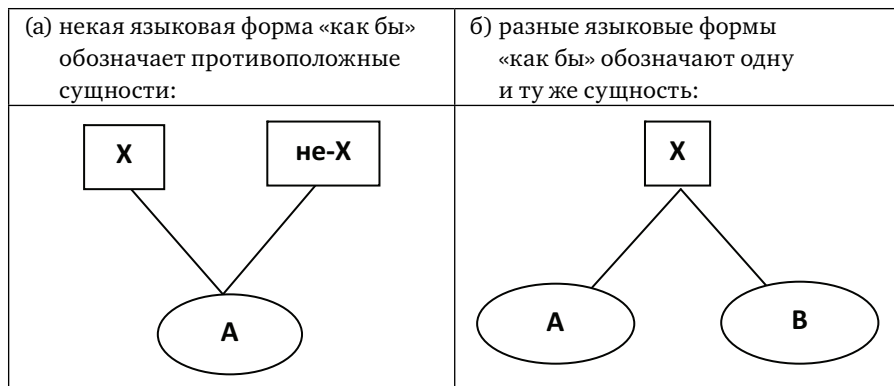 (а) некая языковая форма «как бы»
обозначает противоположные
сущности:
б) разные языковые формы
«как бы» обозначают одну
и ту же сущность:
X
не-X
A
X
A
B